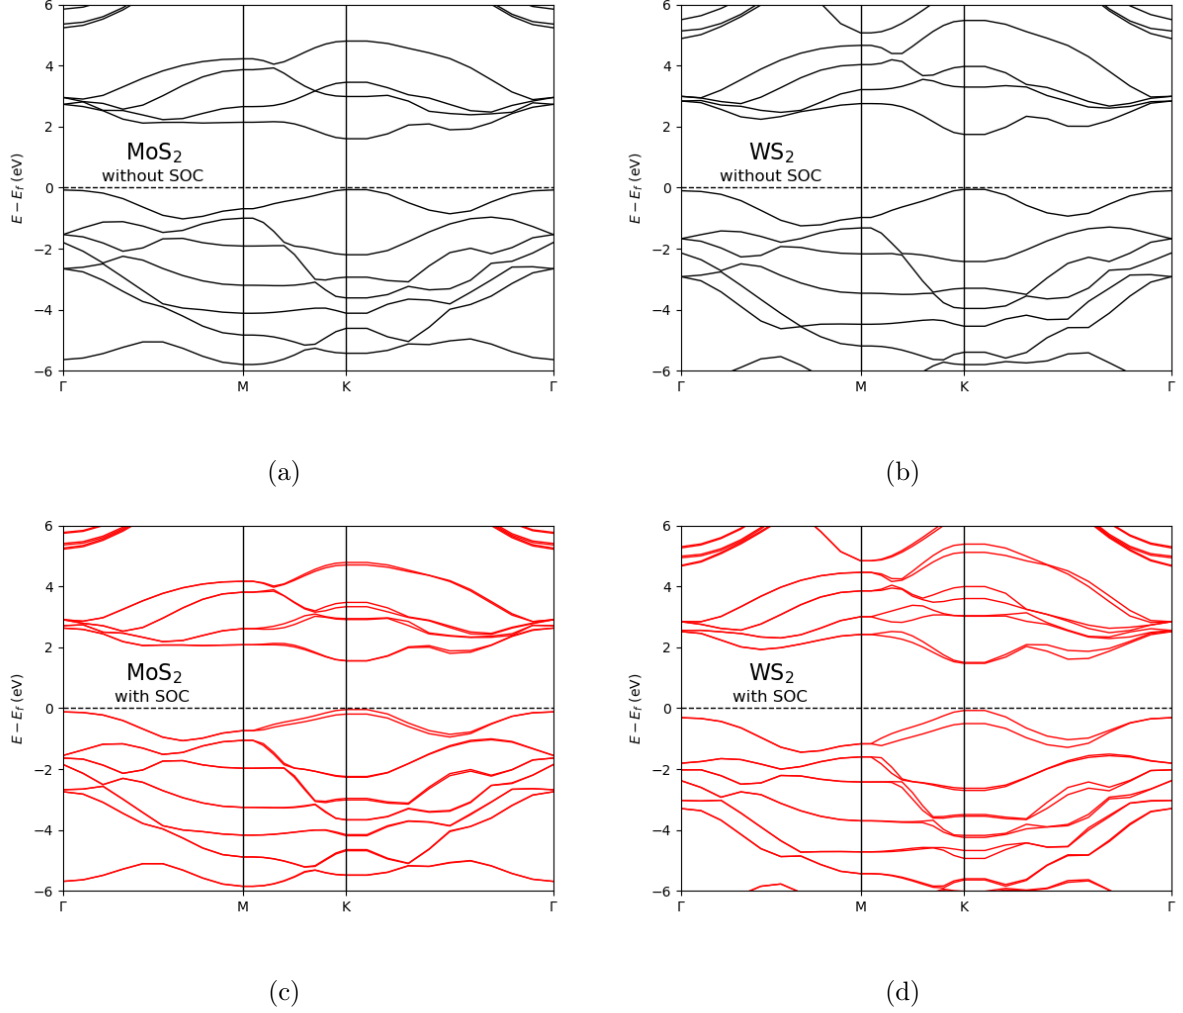 6
4
2
0
−2
−4
−6
E − E_f (eV)
MoS₂
without SOC
Γ
M
K
Γ
(a)
6
4
2
0
−2
−4
−6
E − E_f (eV)
WS₂
without SOC
Γ
M
K
Γ
(b)
6
4
2
0
−2
−4
−6
E − E_f (eV)
MoS₂
with SOC
Γ
M
K
Γ
(c)
6
4
2
0
−2
−4
−6
E − E_f (eV)
WS₂
with SOC
Γ
M
K
Γ
(d)